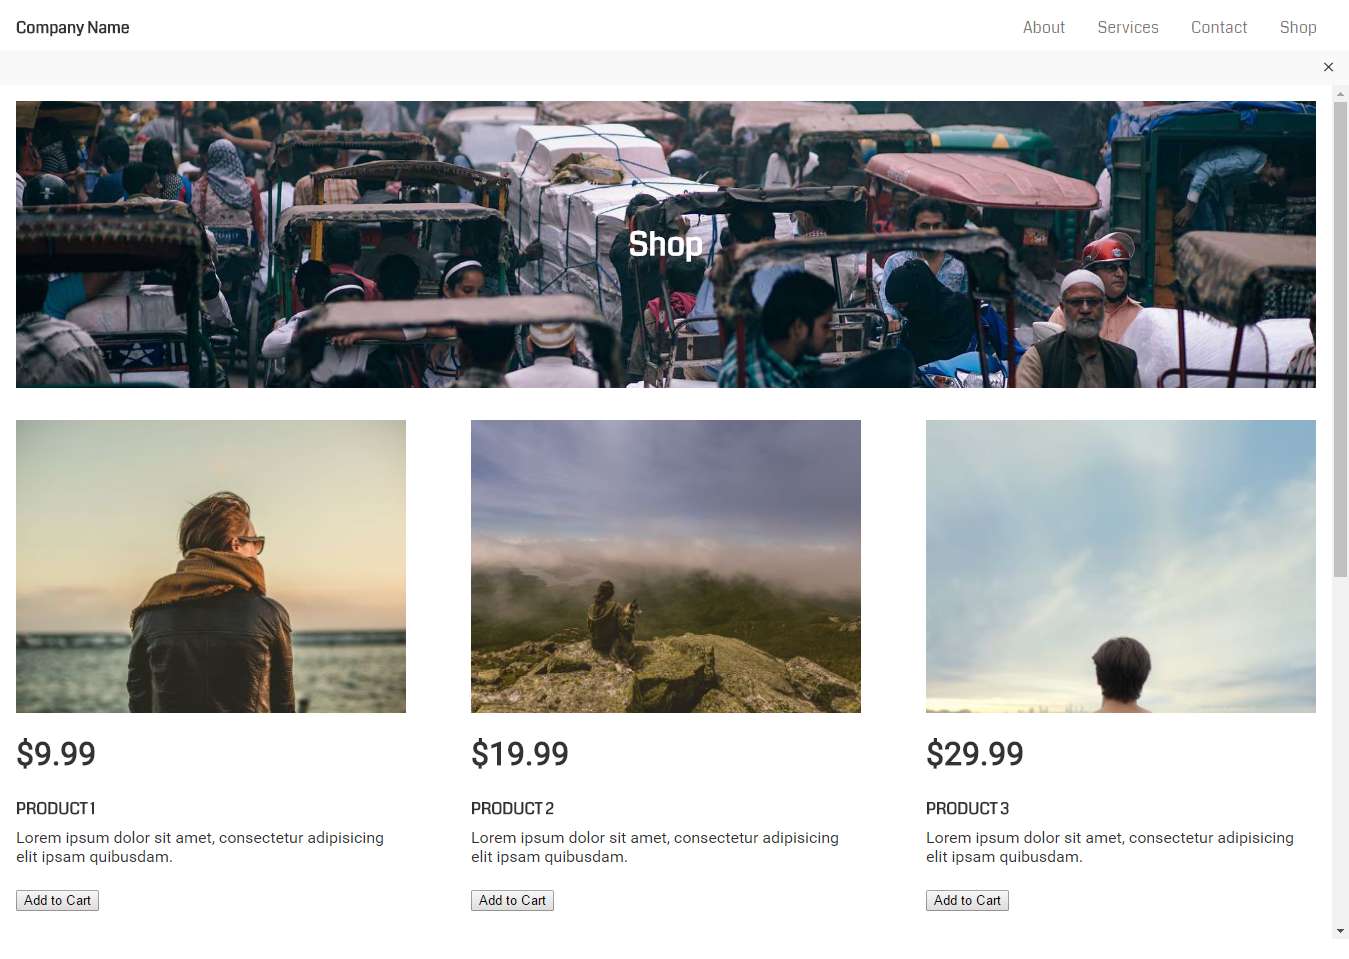 Company Name
About Services Contact Shop
×
Shop
$9.99
PRODUCT 1
Lorem ipsum dolor sit amet, consectetur adipisicing
elit ipsam quibusdam.
Add to Cart
$19.99
PRODUCT 2
Lorem ipsum dolor sit amet, consectetur adipisicing
elit ipsam quibusdam.
Add to Cart
$29.99
PRODUCT 3
Lorem ipsum dolor sit amet, consectetur adipisicing
elit ipsam quibusdam.
Add to Cart